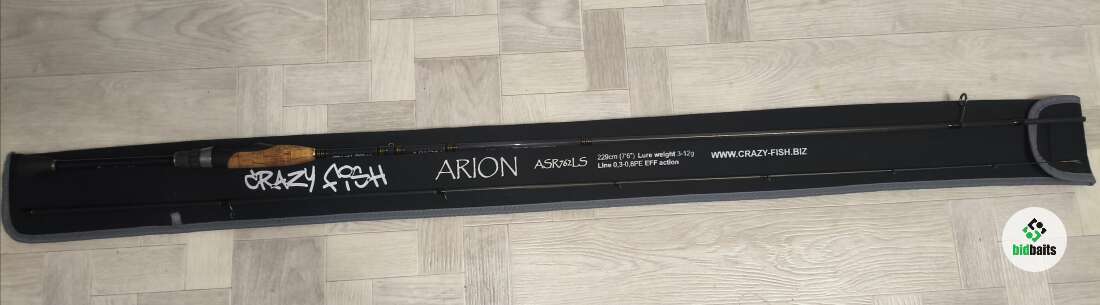 CRAZY FISH
ARION
ASR762LS
229cm (7'6") Lure weight 3-12g
Line 0,3-0,8PE EFF action
WWW.CRAZY-FISH.BIZ
bidbaits